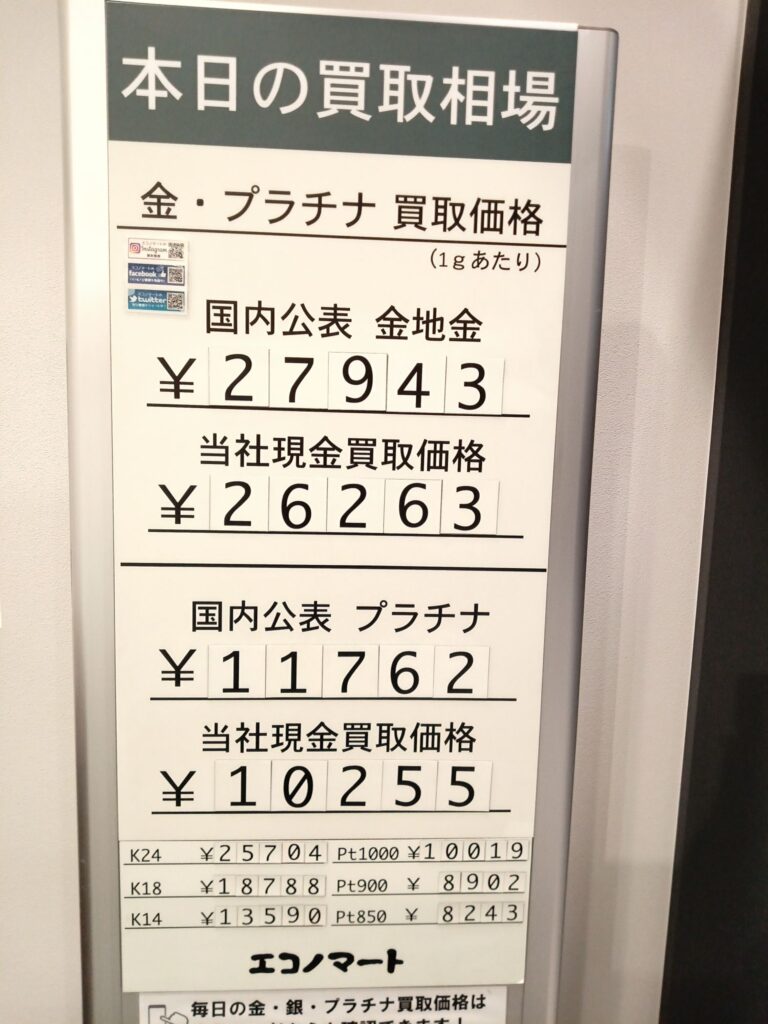 本日の買取相場
金・プラチナ 買取価格
(1gあたり)
Instagram
facebook
twitter
国内公表 金地金
¥27943
当社現金買取価格
¥26263
国内公表 プラチナ
¥11762
当社現金買取価格
¥10255
K24 ¥25704 Pt1000 ¥10019
K18 ¥18788 Pt900 ¥ 8902
K14 ¥13590 Pt850 ¥ 8243
エコノマート
毎日の金・銀・プラチナ買取価格は